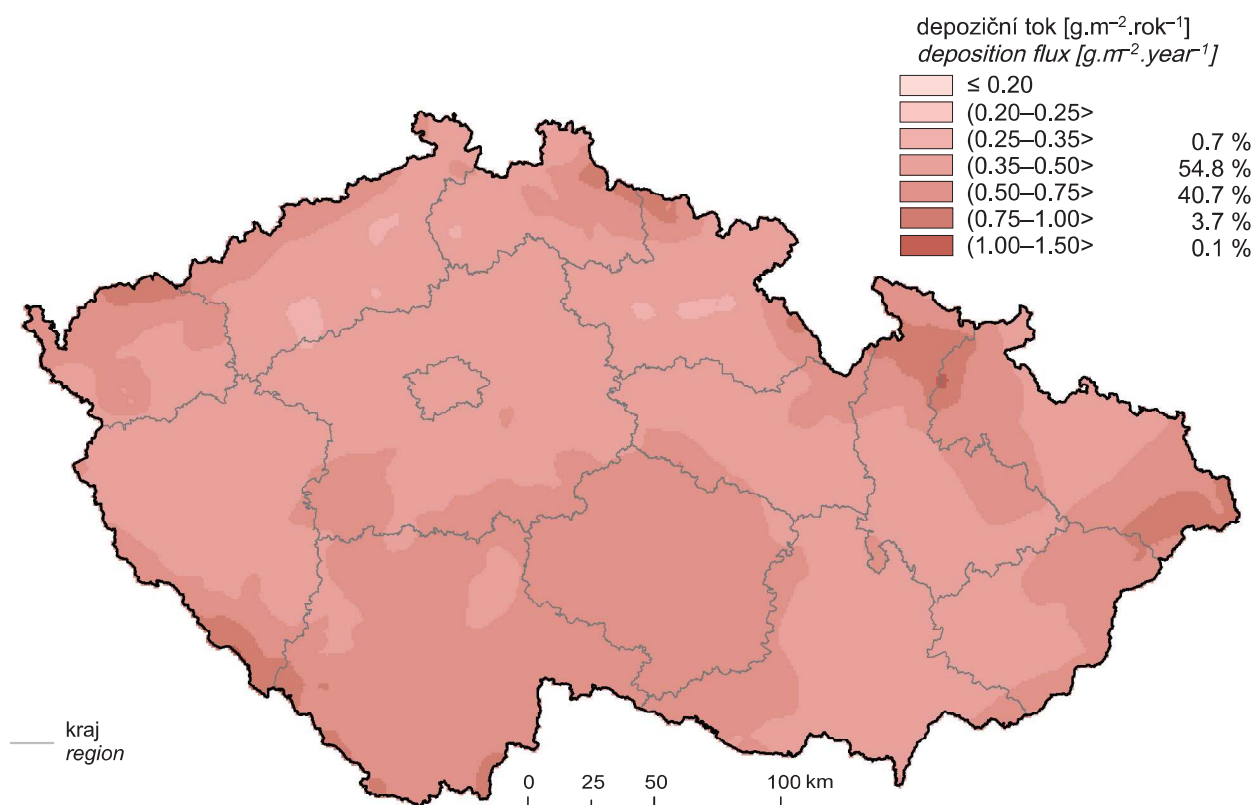 depoziční tok [g.m⁻².rok⁻¹]
deposition flux [g.m⁻².year⁻¹]
≤ 0.20
(0.20–0.25>
(0.25–0.35> 0.7 %
(0.35–0.50> 54.8 %
(0.50–0.75> 40.7 %
(0.75–1.00> 3.7 %
(1.00–1.50> 0.1 %
kraj
region
0 25 50 100 km